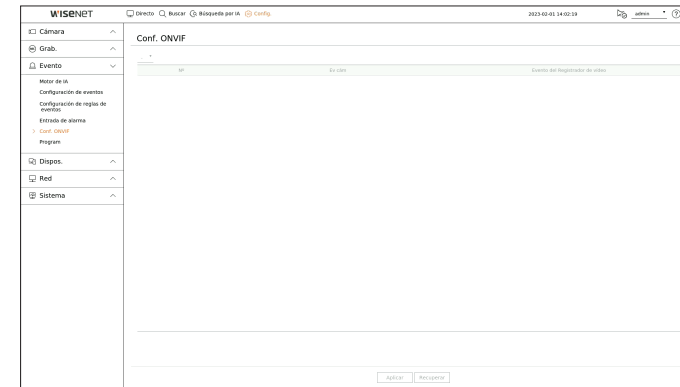 WISENET
Directo Buscar Búsqueda por IA Config.
2023-02-01 14:02:19
admin
Cámara
Grab.
Evento
Motor de IA
Configuración de eventos
Configuración de reglas de
eventos
Entrada de alarma
Conf. ONVIF
Program
Dispos.
Red
Sistema
Conf. ONVIF
Nº Ev cám Evento del Registrador de vídeo
Aplicar Recuperar